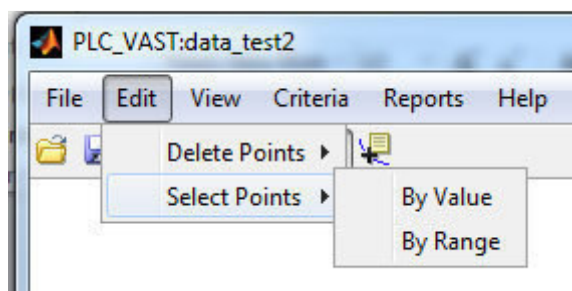 PLC_VAST:data_test2
File Edit View Criteria Reports Help
Delete Points
Select Points
By Value
By Range